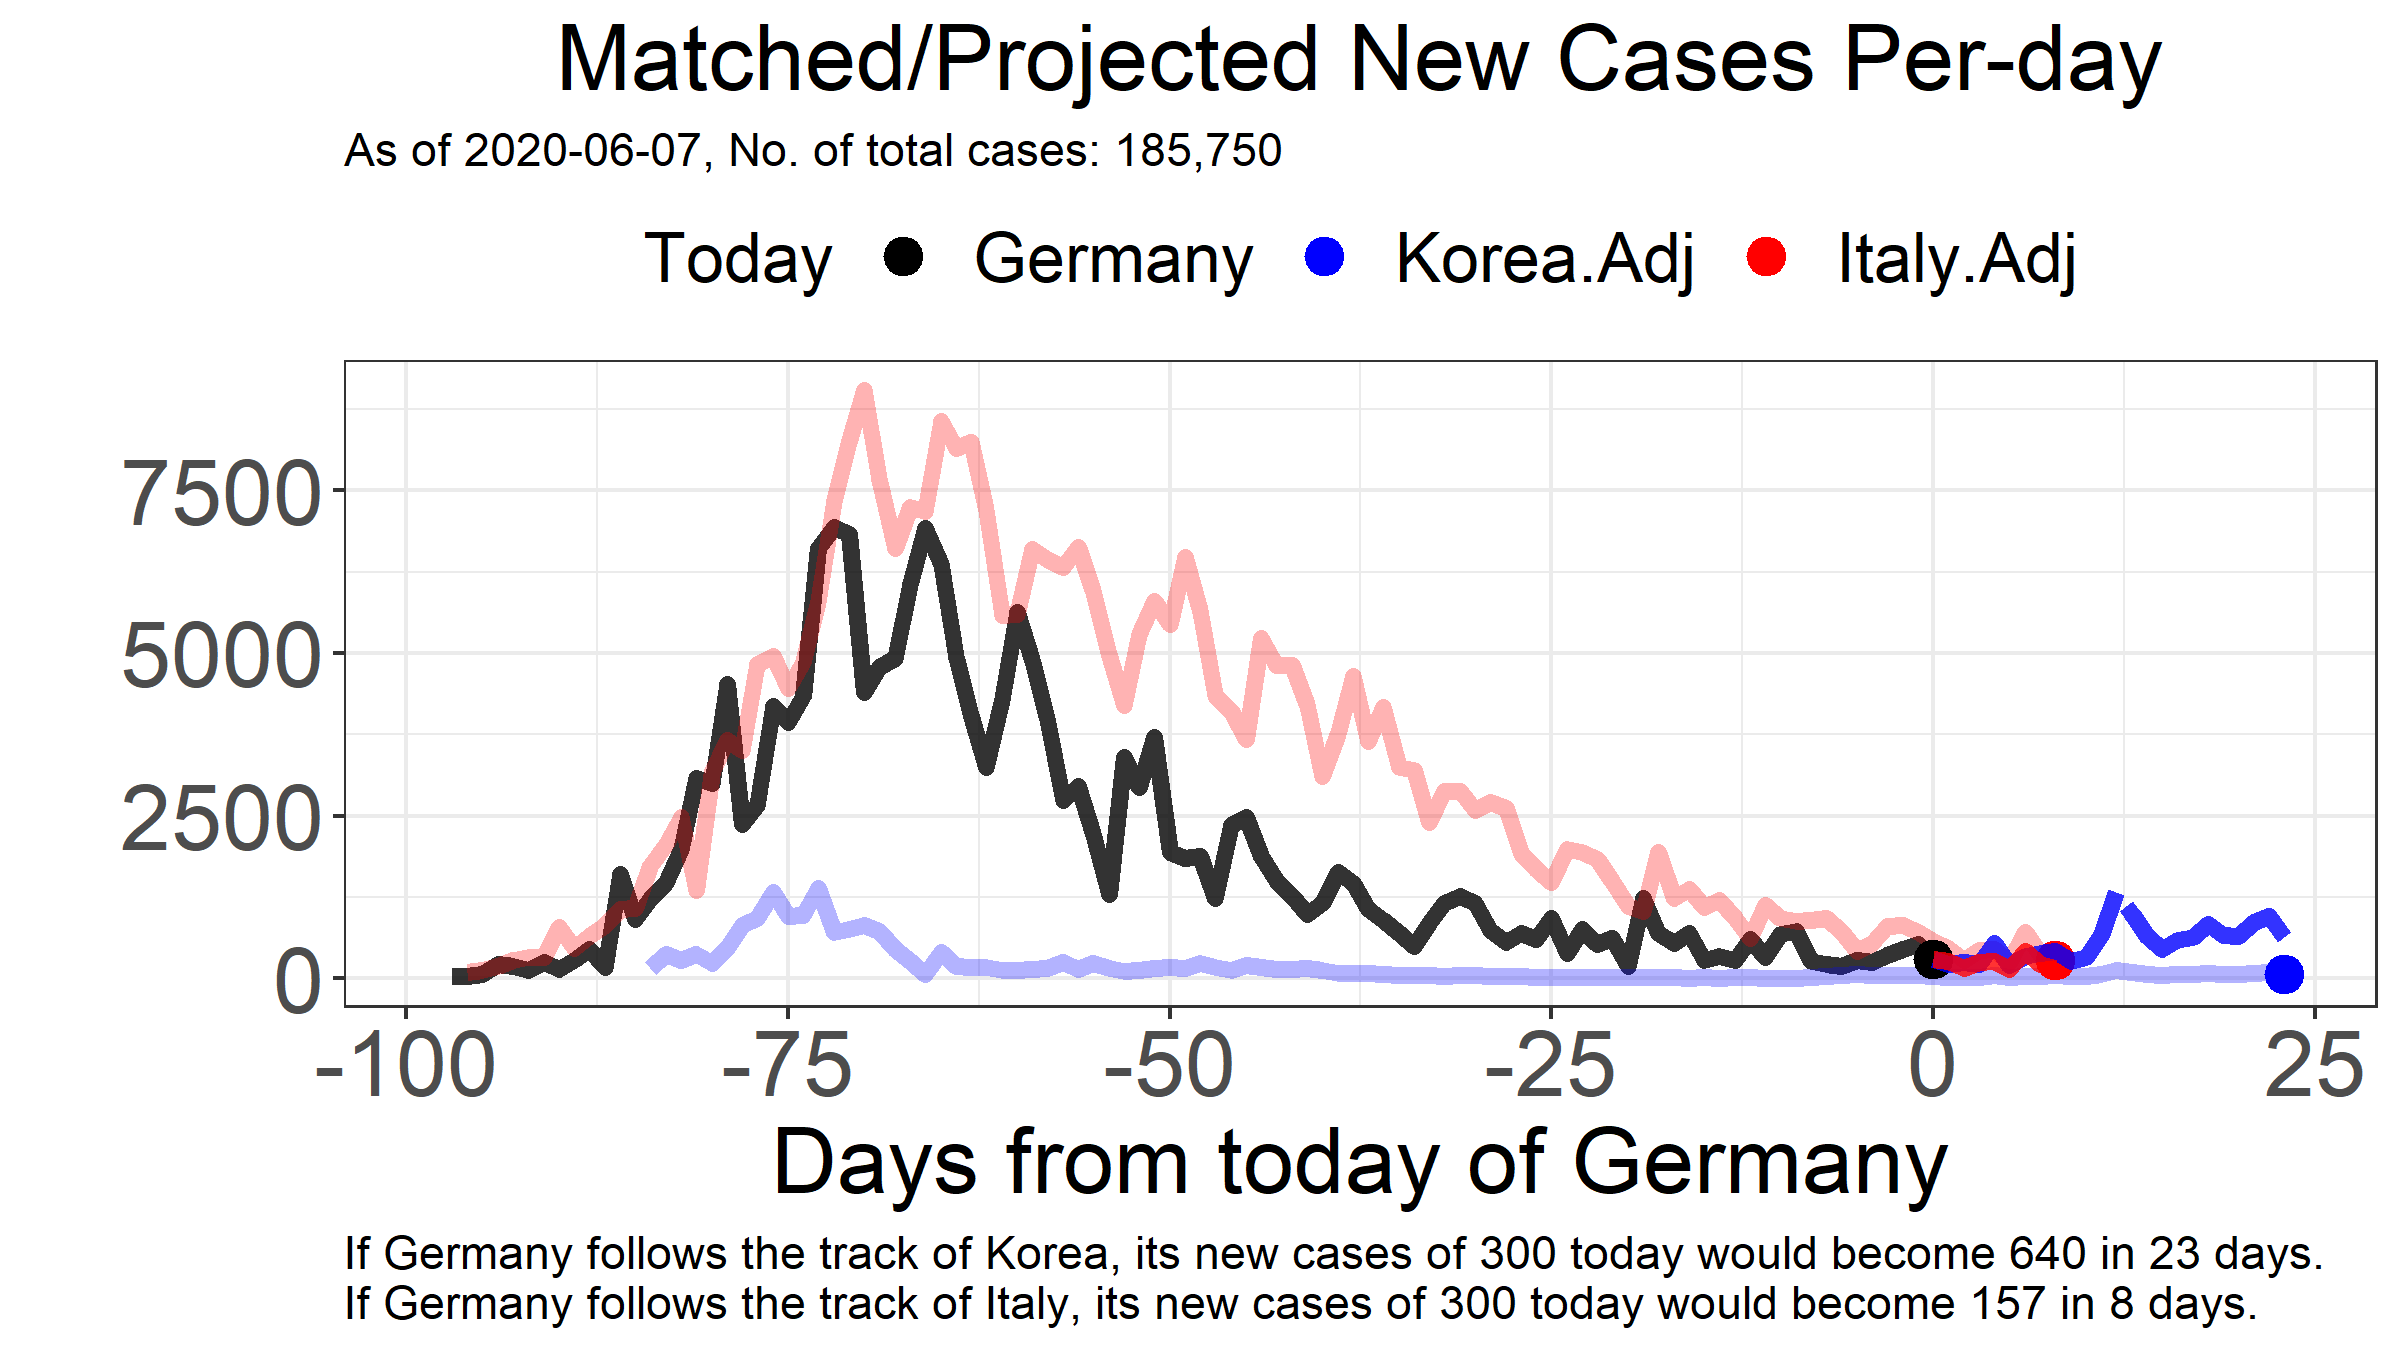 Matched/Projected New Cases Per-day
As of 2020-06-07, No. of total cases: 185,750
Today Germany Korea.Adj Italy.Adj
7500
5000
2500
0
-100 -75 -50 -25 0 25
Days from today of Germany
If Germany follows the track of Korea, its new cases of 300 today would become 640 in 23 days.
If Germany follows the track of Italy, its new cases of 300 today would become 157 in 8 days.